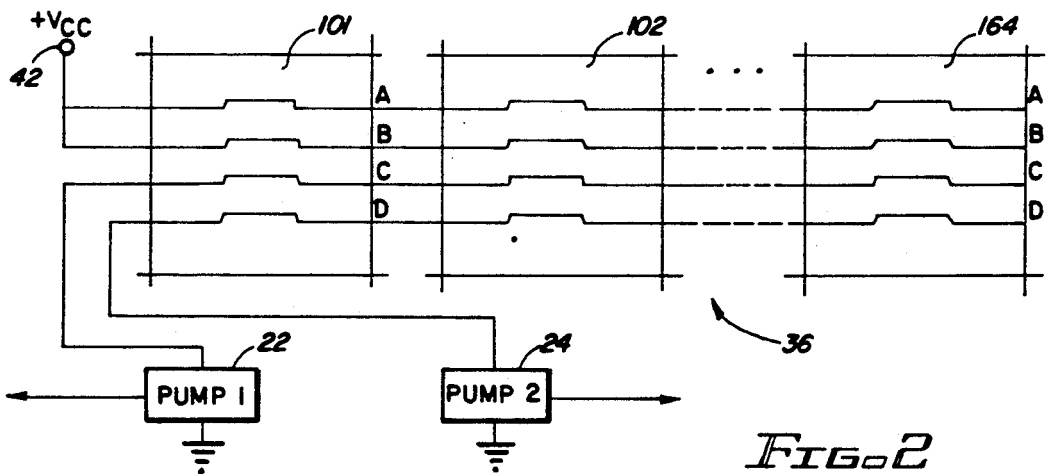 +VCC
42
101
102
. . .
164
A
A
B
B
C
C
D
D
36
22
24
PUMP 1
PUMP 2
FIG. 2